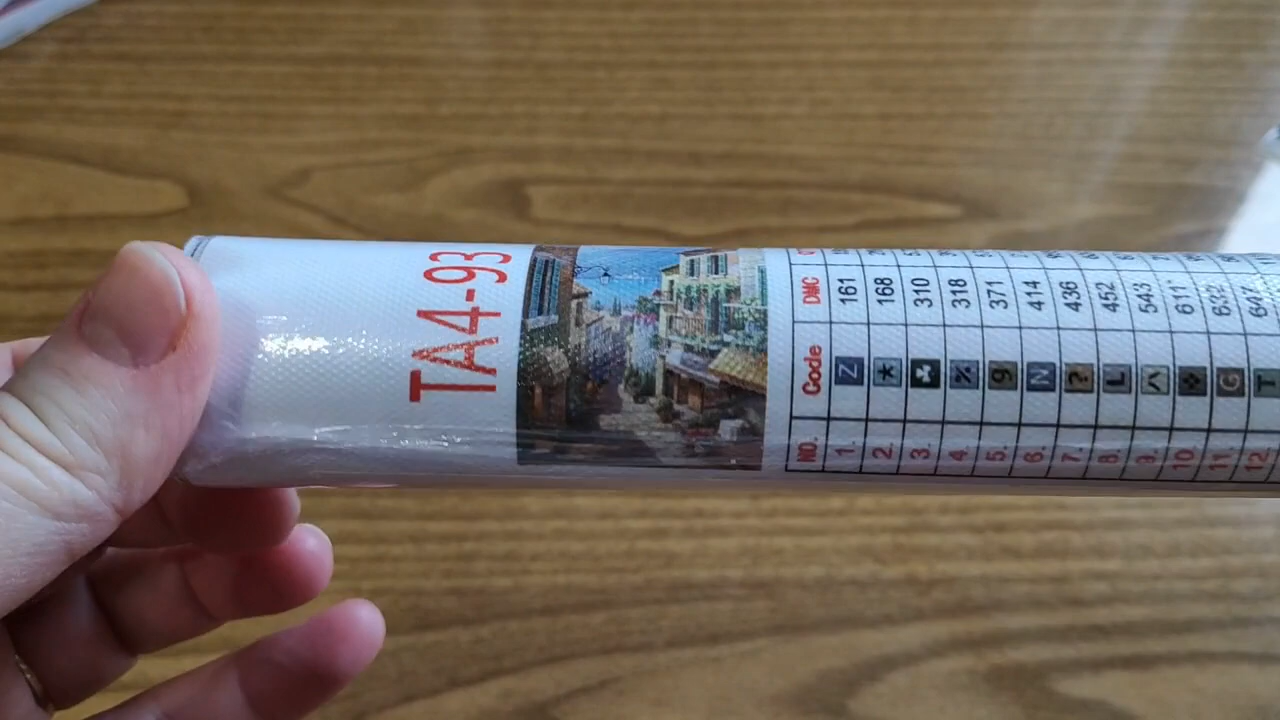 TA4-93
NO. Code DMC
1. Z 161
2. 168
3. 310
4. % 318
5. 9 371
6. N 414
7. ? 436
8. L 452
9. 543
10. 611
11. G 632
12. T